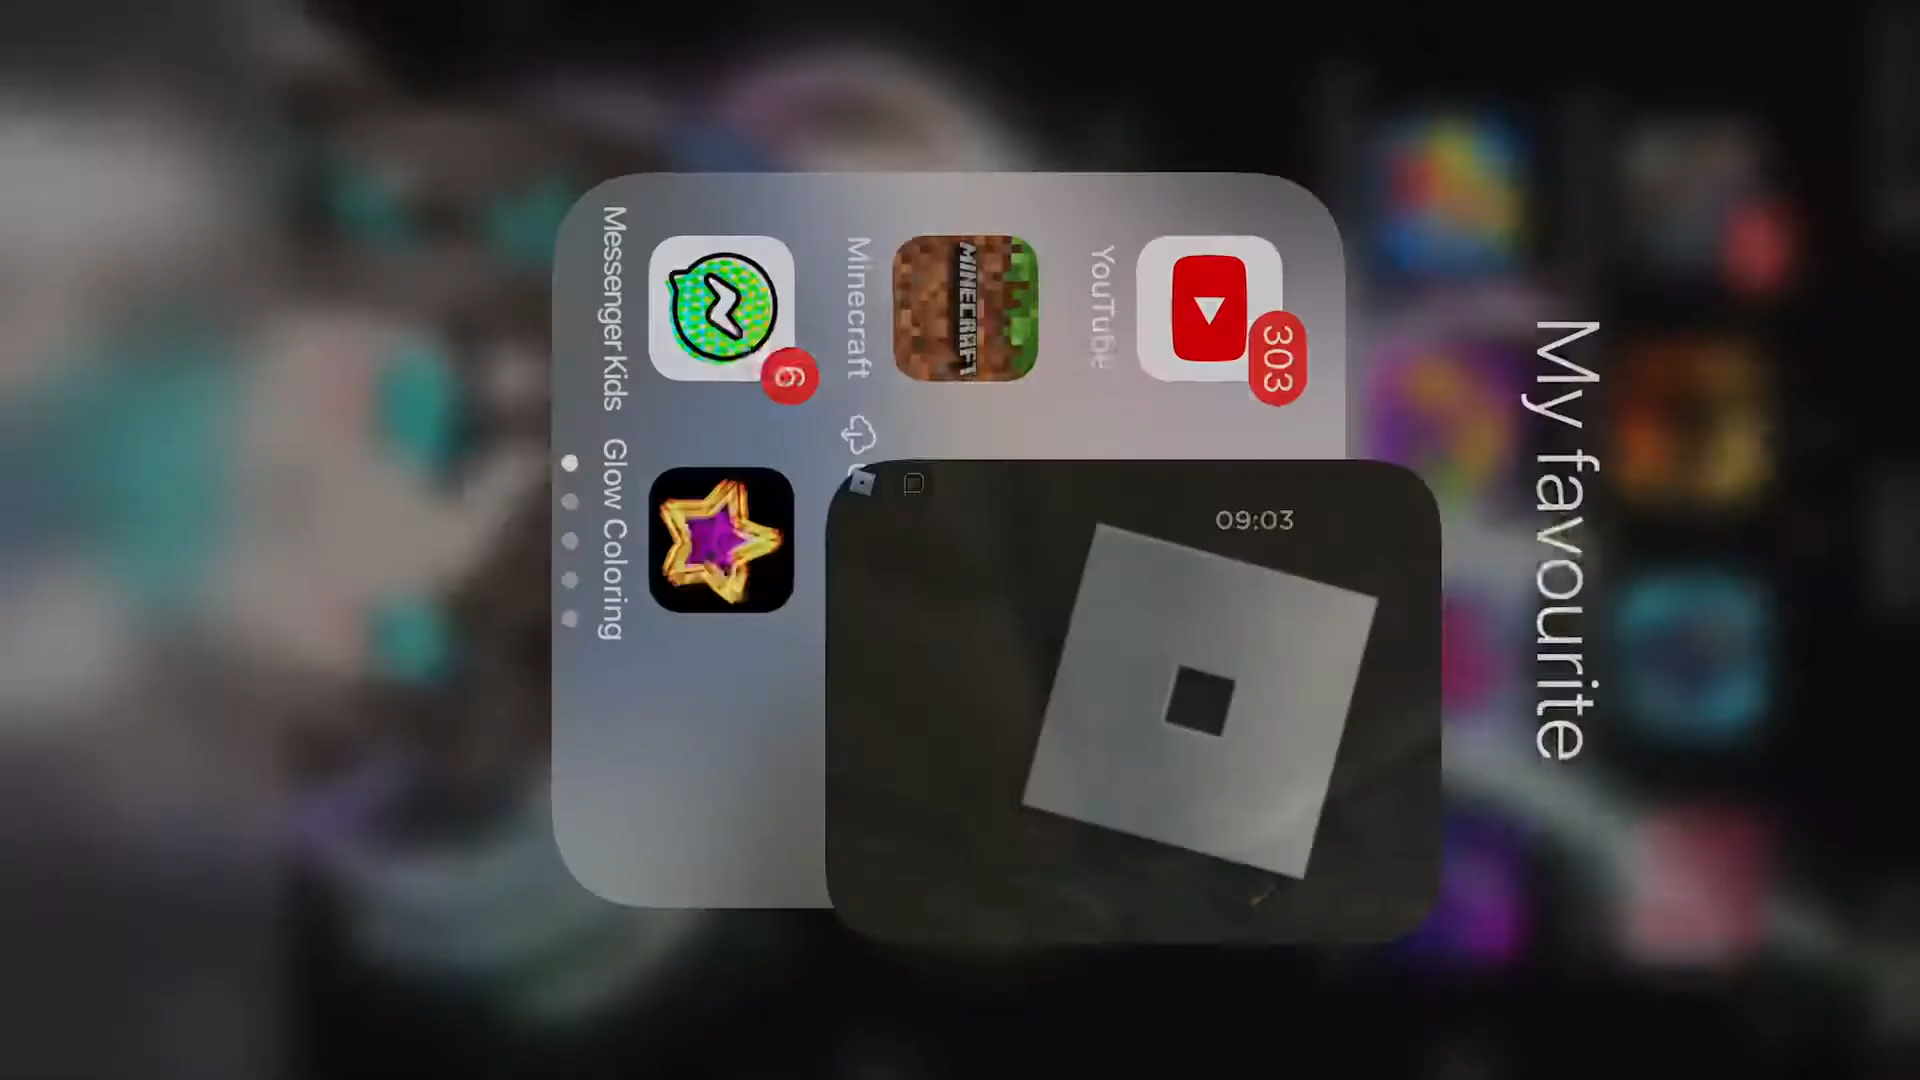 My favourite
303
YouTube
MINECRAFT
Minecraft
6
Messenger Kids
Glow Coloring
09:03